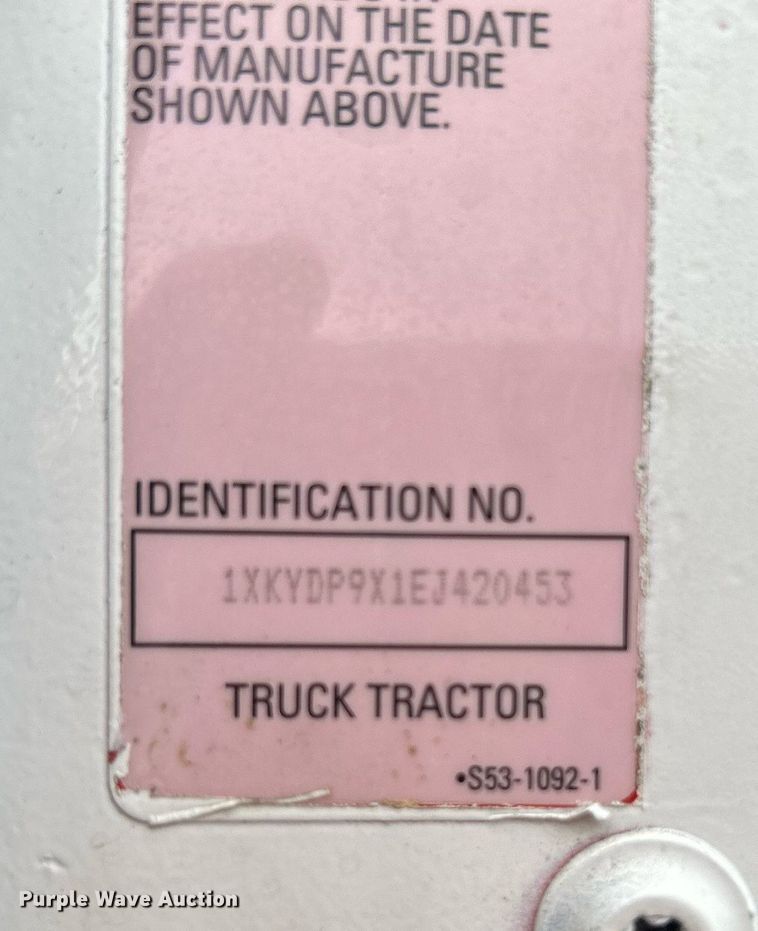 EFFECT ON THE DATE
OF MANUFACTURE
SHOWN ABOVE.
IDENTIFICATION NO.
1XKYDP9X1EJ420453
TRUCK TRACTOR
•S53-1092-1
Purple Wave Auction